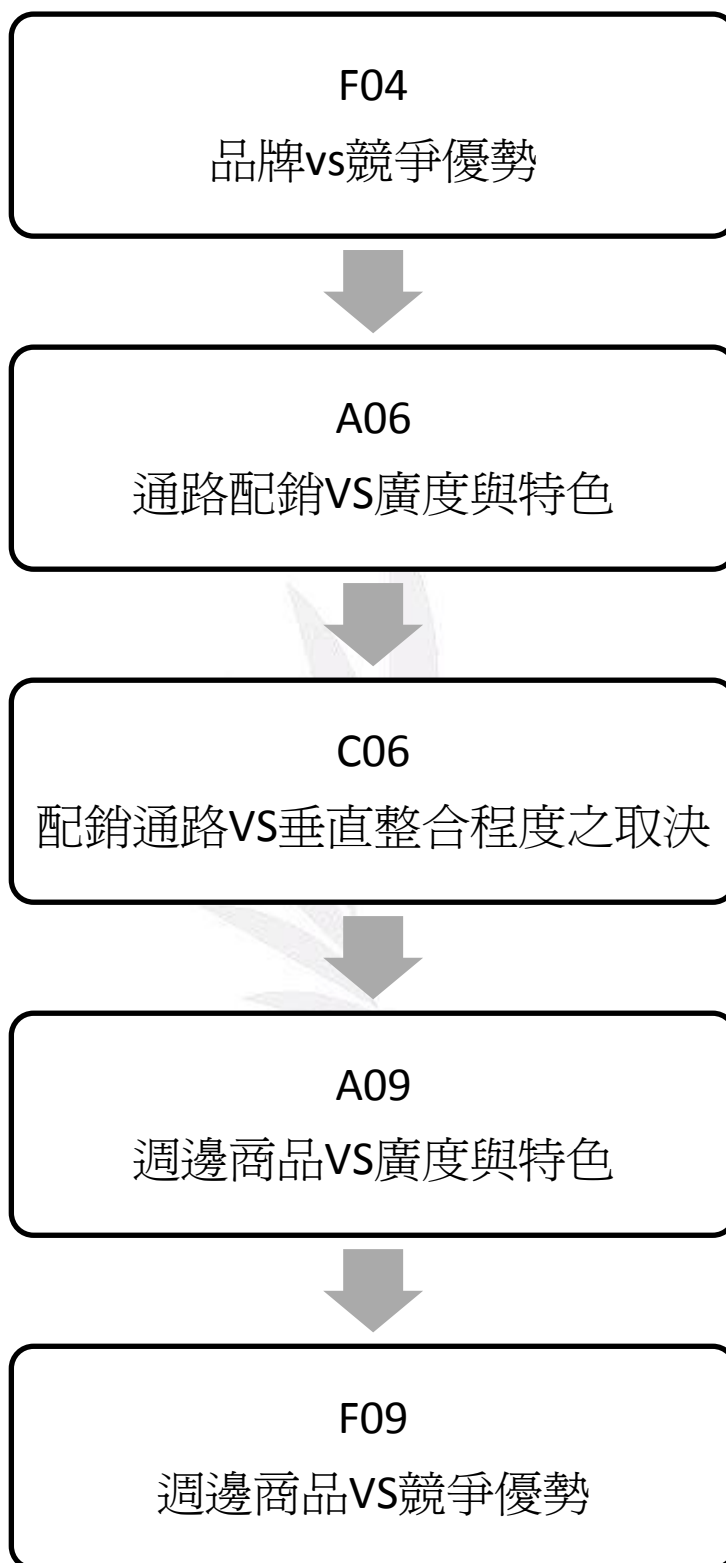 F04
品牌vs競爭優勢
A06
通路配銷VS廣度與特色
C06
配銷通路VS垂直整合程度之取決
A09
週邊商品VS廣度與特色
F09
週邊商品VS競爭優勢